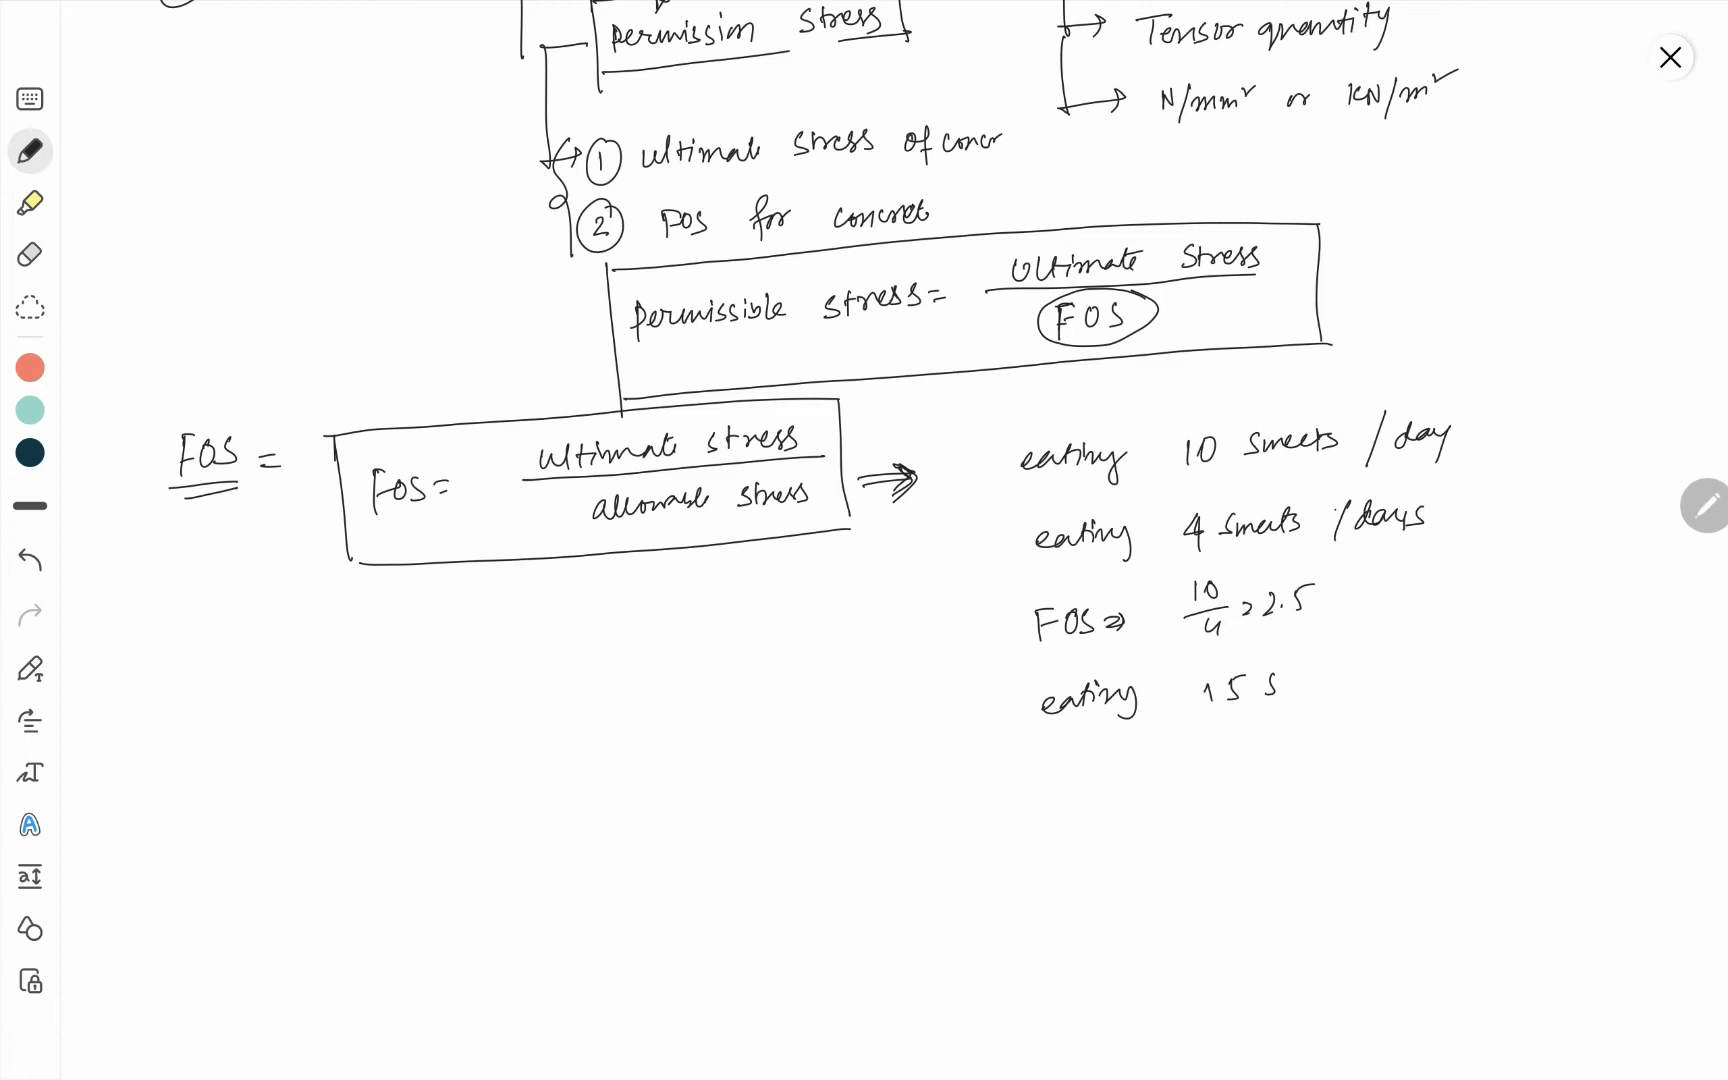 permission stress
Tensor quantity
N/mm² or KN/m²
1 ultimate stress of concr
2 FOS for concret
permissible stress = Ultimate Stress / FOS
FOS =
FOS = ultimate stress / allowable stress
eating 10 sweets / day
eating 4 sweets / days
FOS ⇒ 10/4 = 2.5
eating 15 s